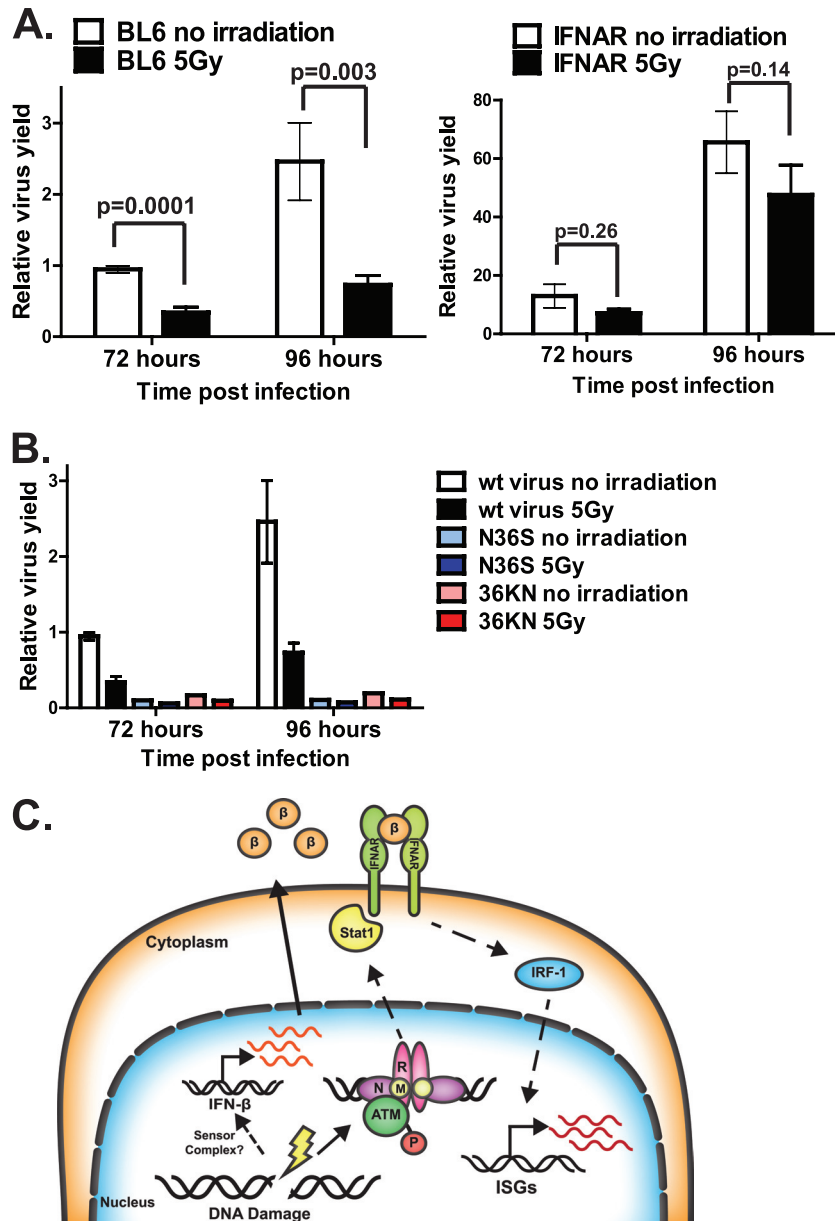 A.
BL6 no irradiation
BL6 5Gy
Relative virus yield
3
2
1
0
p=0.0001
p=0.003
72 hours
96 hours
Time post infection
IFNAR no irradiation
IFNAR 5Gy
Relative virus yield
80
60
40
20
0
p=0.26
p=0.14
72 hours
96 hours
Time post infection
B.
Relative virus yield
3
2
1
0
72 hours
96 hours
Time post infection
wt virus no irradiation
wt virus 5Gy
N36S no irradiation
N36S 5Gy
36KN no irradiation
36KN 5Gy
C.
β
β
β
β
IFNAR
IFNAR
Cytoplasm
Stat1
IRF-1
IFN-β
R
N
M
ATM
P
Sensor
Complex?
ISGs
Nucleus
DNA Damage